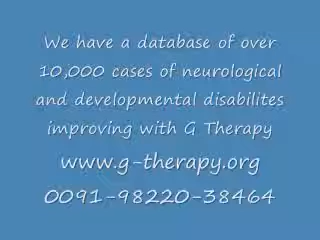 We have a database of over
10,000 cases of neurological
and developmental disabilites
improving with G Therapy
www.g-therapy.org
0091-98220-38464